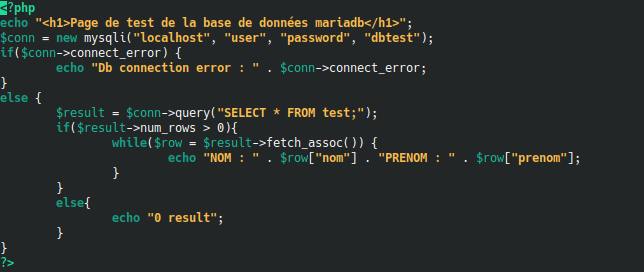 <?php
echo "<h1>Page de test de la base de données mariadb</h1>";
$conn = new mysqli("localhost", "user", "password", "dbtest");
if($conn->connect_error) {
        echo "Db connection error : " . $conn->connect_error;
}
else {
        $result = $conn->query("SELECT * FROM test;");
        if($result->num_rows > 0){
                while($row = $result->fetch_assoc()) {
                        echo "NOM : " . $row["nom"] . "PRENOM : " . $row["prenom"];
                }
        }
        else{
                echo "0 result";
        }
}
?>